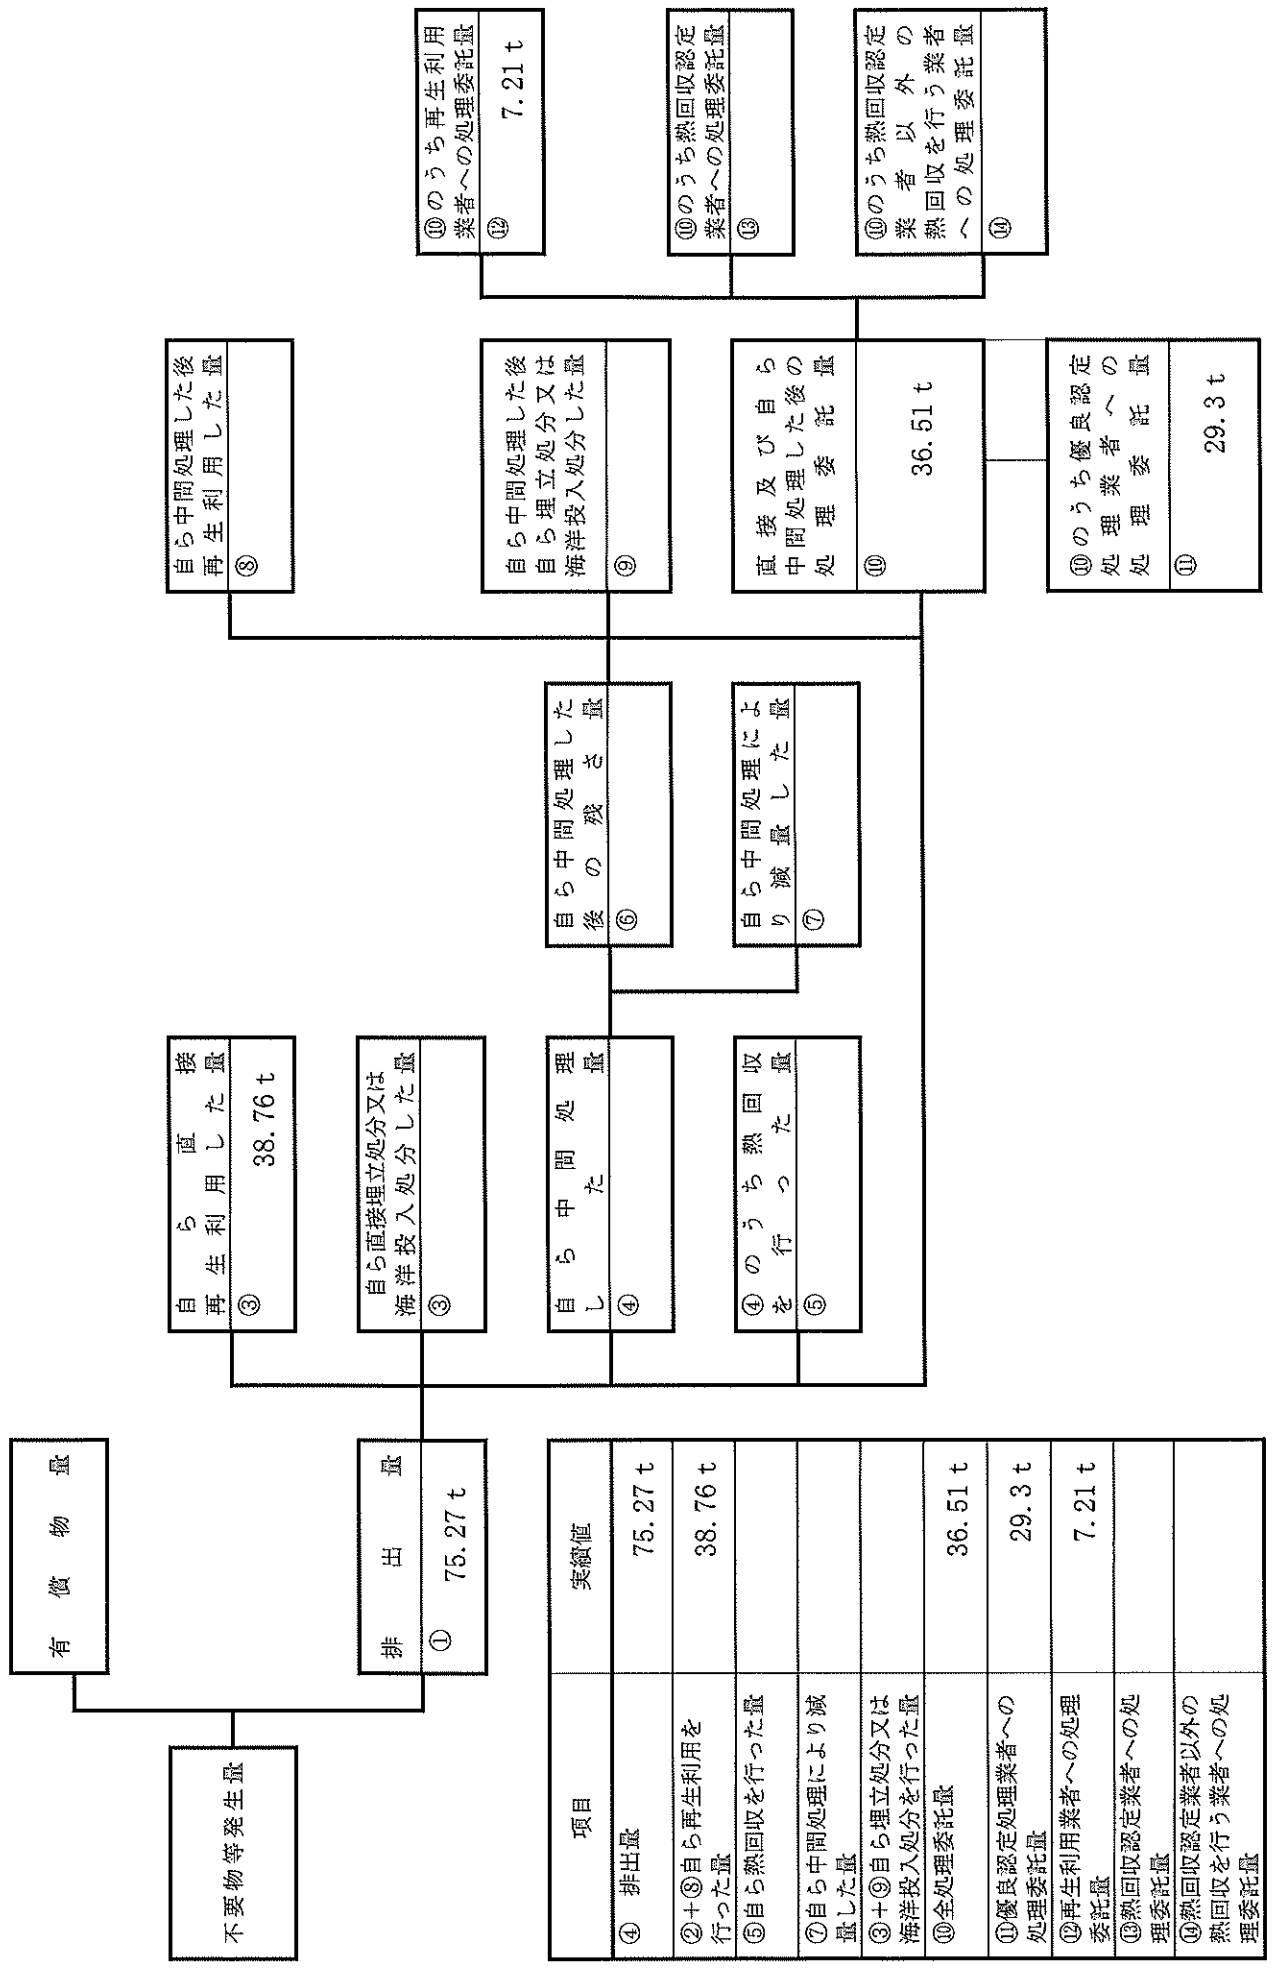 不要物等発生量
有償物量
排出量
① 75.27t
自ら直接
再生利用した量
③ 38.76t
自ら直接埋立処分又は
海洋投入処分した量
③
自ら中間処理
した量
④
④のうち熱回収
を行った量
⑤
自ら中間処理した
後の残さ量
⑥
自ら中間処理によ
り減量した量
⑦
自ら中間処理した後
再生利用した量
⑧
自ら中間処理した後
自ら埋立処分又は
海洋投入処分した量
⑨
直接及び自ら
中間処理した後の
処理委託量
⑩
36.51t
⑩のうち優良認定
処理業者への
処理委託量
⑪
29.3t
⑩のうち再生利用
業者への処理委託量
⑫ 7.21t
⑩のうち熱回収認定
業者への処理委託量
⑬
⑩のうち熱回収認定
業者以外の
熱回収を行う業者
への処理委託量
⑭
項目 実績値
④ 排出量 75.27t
②+⑧自ら再生利用を
行った量 38.76t
⑤自ら熱回収を行った量
⑦自ら中間処理により減
量した量
③+⑨自ら埋立処分又は
海洋投入処分を行った量
⑩全処理委託量 36.51t
⑪優良認定処理業者への
処理委託量 29.3t
⑫再生利用業者への処理
委託量 7.21t
⑬熱回収認定業者への処
理委託量
⑭熱回収認定業者以外の
熱回収を行う業者への処
理委託量